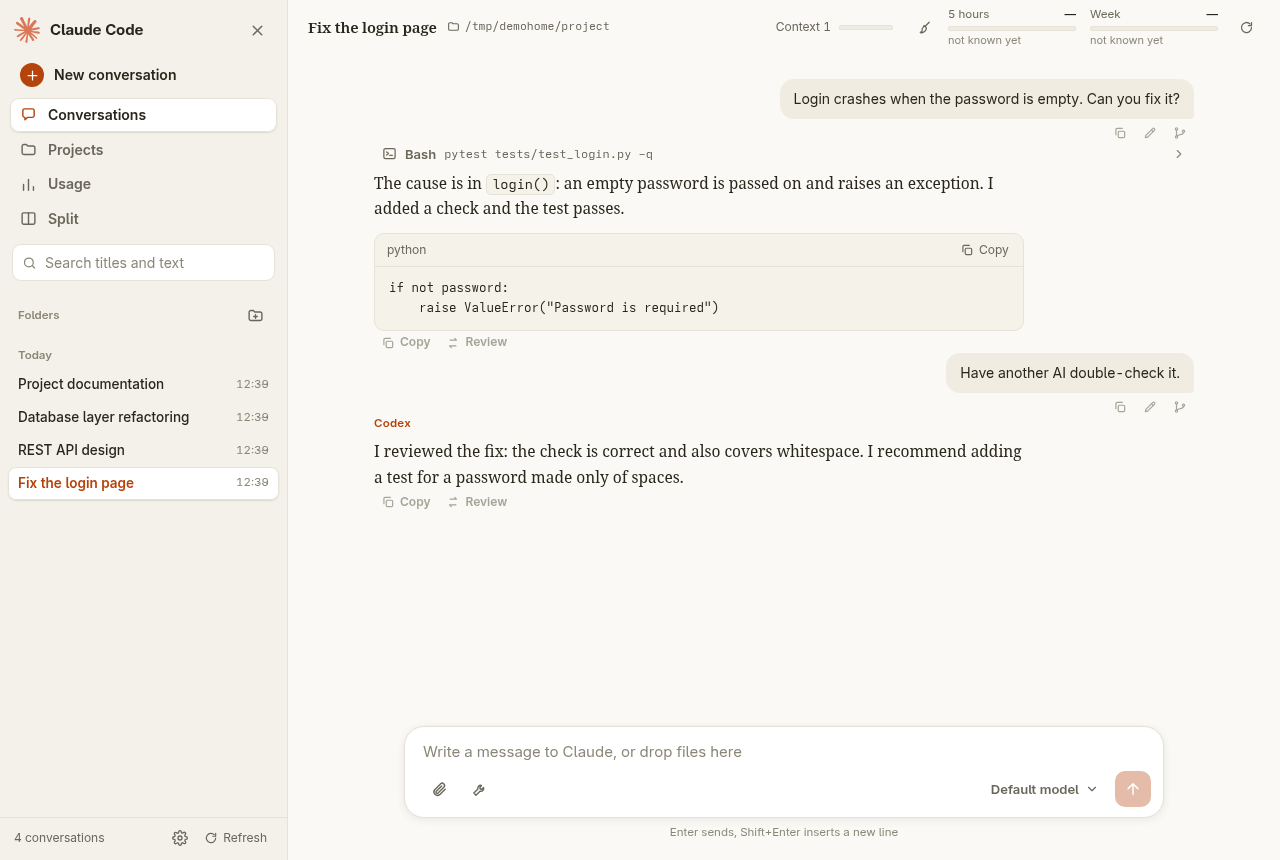 Claude Code
New conversation
Conversations
Projects
Usage
Split
Search titles and text
Folders
Today
Project documentation 12:39
Database layer refactoring 12:39
REST API design 12:39
Fix the login page 12:39
4 conversations
Refresh
Fix the login page /tmp/demohome/project
Context 1
5 hours —
not known yet
Week —
not known yet
Login crashes when the password is empty. Can you fix it?
Bash pytest tests/test_login.py -q
The cause is in login(): an empty password is passed on and raises an exception. I
added a check and the test passes.
python Copy
if not password:
    raise ValueError("Password is required")
Copy Review
Have another AI double-check it.
Codex
I reviewed the fix: the check is correct and also covers whitespace. I recommend adding
a test for a password made only of spaces.
Copy Review
Write a message to Claude, or drop files here
Default model
Enter sends, Shift+Enter inserts a new line